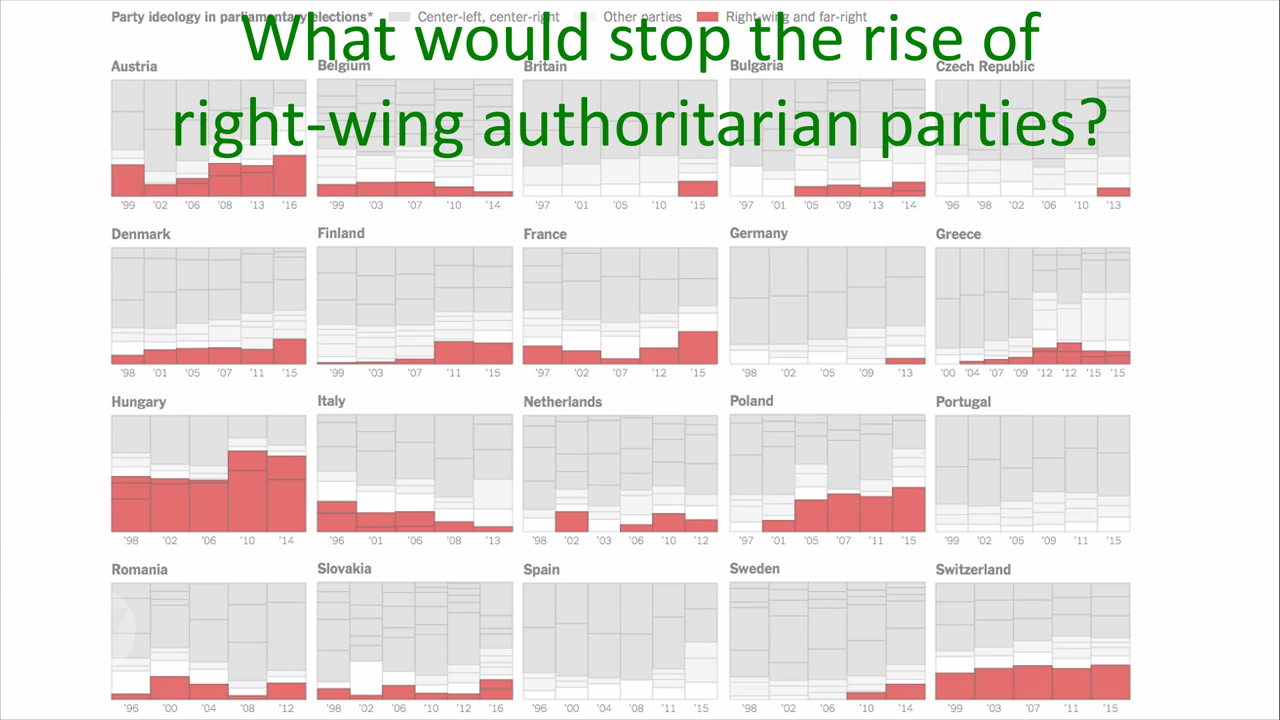 Party ideology in parliamentary elections* Center-left, center-right Other parties Right-wing and far-right
What would stop the rise of
right-wing authoritarian parties?
Austria Belgium Britain Bulgaria Czech Republic
'99 '02 '06 '08 '13 '16 '99 '03 '07 '10 '14 '97 '01 '05 '10 '15 '97 '01 '05 '09 '13 '14 '96 '98 '02 '06 '10 '13
Denmark Finland France Germany Greece
'98 '01 '05 '07 '11 '15 '99 '03 '07 '11 '15 '97 '02 '07 '12 '15 '98 '02 '05 '09 '13 '00 '04 '07 '09 '12 '12 '15 '15
Hungary Italy Netherlands Poland Portugal
'98 '02 '06 '10 '14 '96 '01 '06 '08 '13 '98 '02 '03 '06 '10 '12 '97 '01 '05 '07 '11 '15 '99 '02 '05 '09 '11 '15
Romania Slovakia Spain Sweden Switzerland
'96 '00 '04 '08 '12 '98 '02 '06 '10 '12 '16 '96 '00 '04 '08 '11 '15 '98 '02 '06 '10 '14 '99 '03 '07 '11 '15